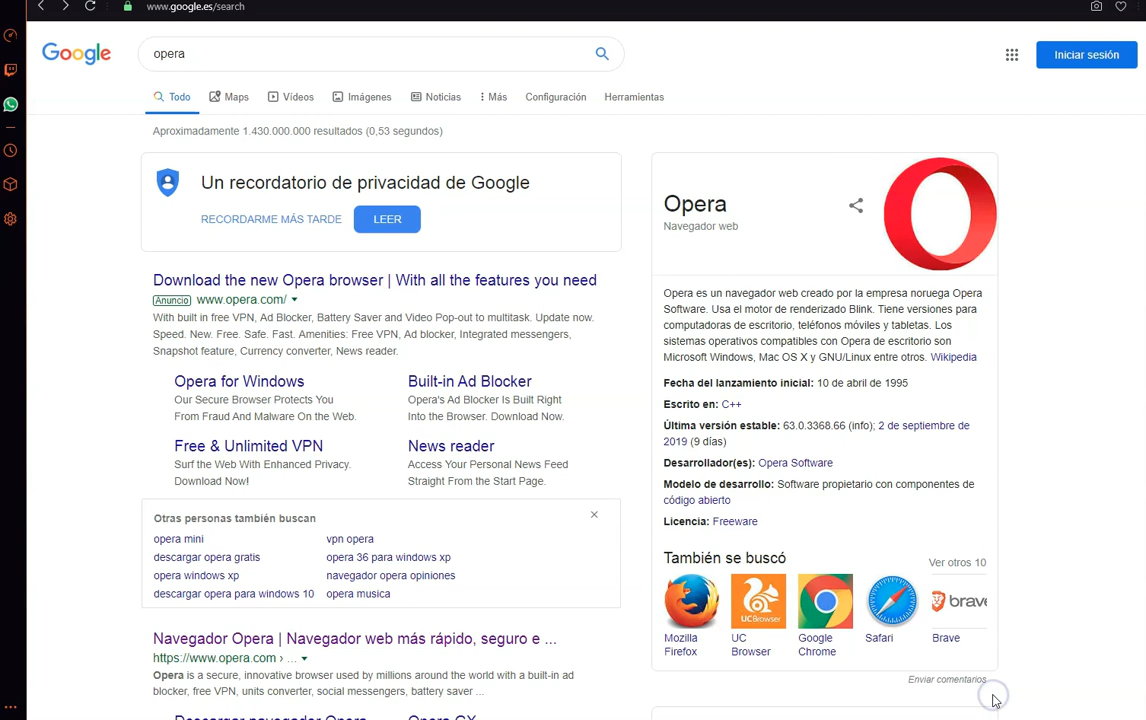 www.google.es/search
Google
opera
Iniciar sesión
Todo
Maps
Vídeos
Imágenes
Noticias
Más
Configuración
Herramientas
Aproximadamente 1.430.000.000 resultados (0,53 segundos)
Un recordatorio de privacidad de Google
RECORDARME MÁS TARDE
LEER
Download the new Opera browser | With all the features you need
Anuncio www.opera.com/
With built in free VPN, Ad Blocker, Battery Saver and Video Pop-out to multitask. Update now.
Speed. New. Free. Safe. Fast. Amenities: Free VPN, Ad blocker, Integrated messengers,
Snapshot feature, Currency converter, News reader.
Opera for Windows
Our Secure Browser Protects You
From Fraud And Malware On the Web.
Built-in Ad Blocker
Opera's Ad Blocker Is Built Right
Into the Browser. Download Now.
Free & Unlimited VPN
Surf the Web With Enhanced Privacy.
Download Now!
News reader
Access Your Personal News Feed
Straight From the Start Page.
Otras personas también buscan
opera mini
descargar opera gratis
opera windows xp
descargar opera para windows 10
vpn opera
opera 36 para windows xp
navegador opera opiniones
opera musica
Navegador Opera | Navegador web más rápido, seguro e ...
https://www.opera.com › ...
Opera is a secure, innovative browser used by millions around the world with a built-in ad
blocker, free VPN, units converter, social messengers, battery saver ...
Descargar navegador Opera
Opera GX
Opera
Navegador web
Opera es un navegador web creado por la empresa noruega Opera
Software. Usa el motor de renderizado Blink. Tiene versiones para
computadoras de escritorio, teléfonos móviles y tabletas. Los
sistemas operativos compatibles con Opera de escritorio son
Microsoft Windows, Mac OS X y GNU/Linux entre otros. Wikipedia
Fecha del lanzamiento inicial: 10 de abril de 1995
Escrito en: C++
Última versión estable: 63.0.3368.66 (info); 2 de septiembre de
2019 (9 días)
Desarrollador(es): Opera Software
Modelo de desarrollo: Software propietario con componentes de
código abierto
Licencia: Freeware
También se buscó
Ver otros 10
brave
Mozilla
Firefox
UC
Browser
Google
Chrome
Safari
Brave
Enviar comentarios